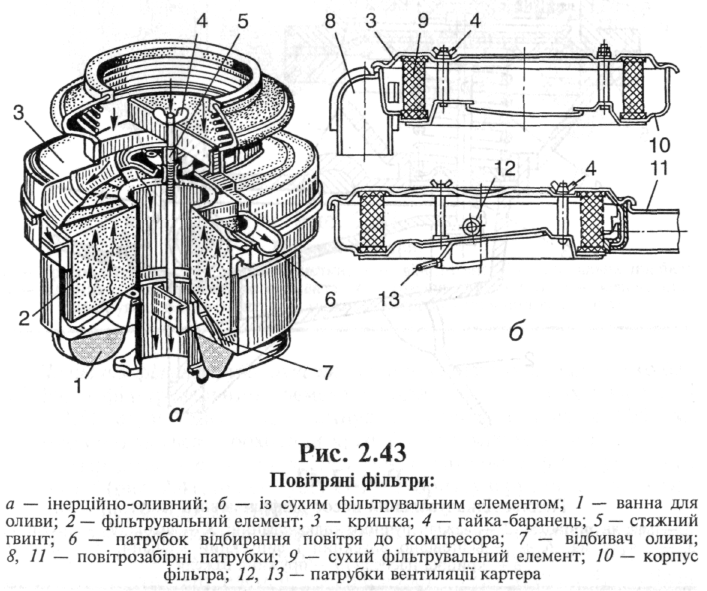 4
5
3
2
1
6
7
а
8
3
9
4
10
12
4
11
13
б
Рис. 2.43
Повітряні фільтри:
а — інерційно-оливний; б — із сухим фільтрувальним елементом; 1 — ванна для
оливи; 2 — фільтрувальний елемент; 3 — кришка; 4 — гайка-баранець; 5 — стяжний
гвинт; 6 — патрубок відбирання повітря до компресора; 7 — відбивач оливи;
8, 11 — повітрозабірні патрубки; 9 — сухий фільтрувальний елемент; 10 — корпус
фільтра; 12, 13 — патрубки вентиляції картера